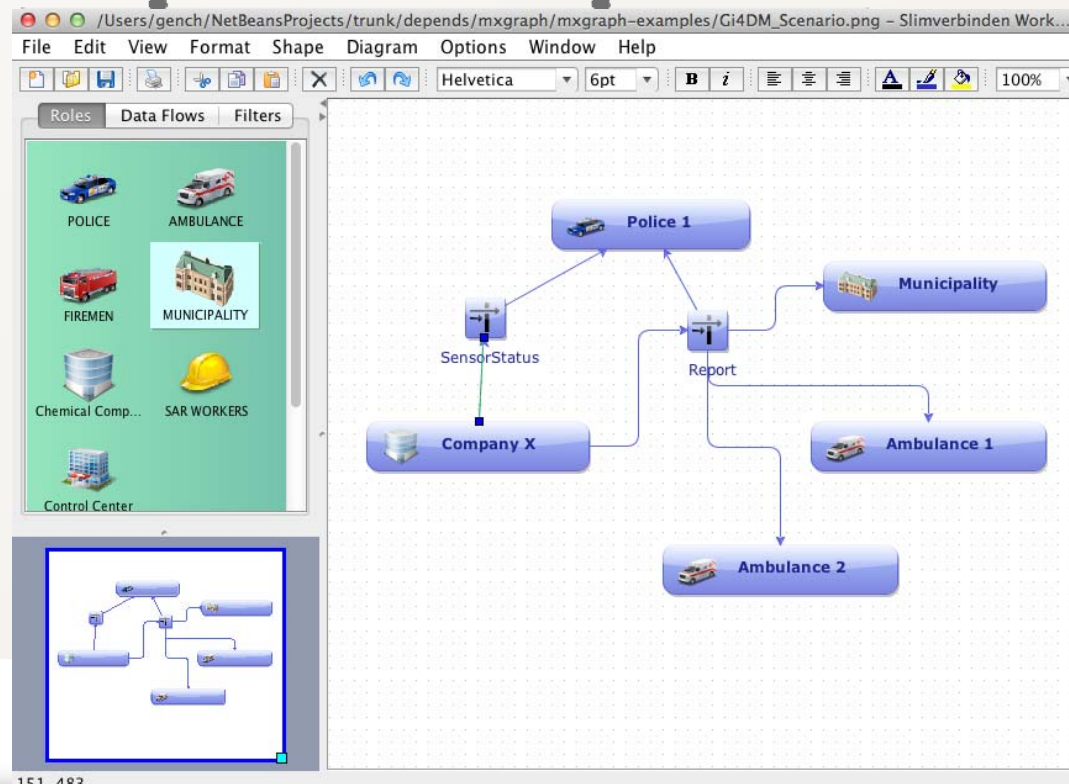 /Users/gench/NetBeansProjects/trunk/depends/mxgraph/mxgraph-examples/Gi4DM_Scenario.png – Slimverbinden Work...
File Edit View Format Shape Diagram Options Window Help
Helvetica 6pt B i A 100%
Roles Data Flows Filters
POLICE AMBULANCE
FIREMEN MUNICIPALITY
Chemical Comp... SAR WORKERS
Control Center
Police 1
Municipality
SensorStatus
Report
Company X
Ambulance 1
Ambulance 2
151, 483